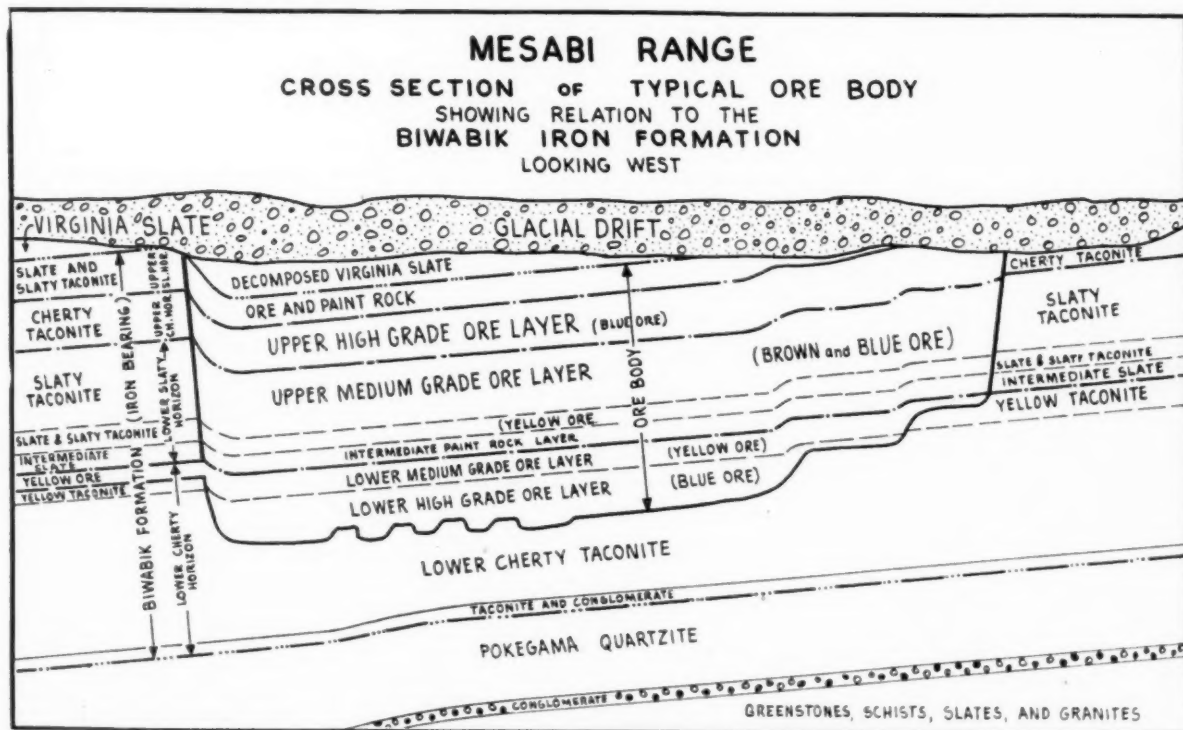 MESABI RANGE
CROSS SECTION OF TYPICAL ORE BODY
SHOWING RELATION TO THE
BIWABIK IRON FORMATION
LOOKING WEST
VIRGINIA SLATE
GLACIAL DRIFT
SLATE AND
SLATY TACONITE
CHERTY
TACONITE
SLATY
TACONITE
SLATE & SLATY TACONITE
INTERMEDIATE
SLATE
YELLOW ORE
YELLOW TACONITE
BIWABIK FORMATION (IRON BEARING)
UPPER
SL. HOR.
UPPER
CH. HOR.
LOWER SLATY
HORIZON
LOWER CHERTY
HORIZON
DECOMPOSED VIRGINIA SLATE
ORE AND PAINT ROCK
UPPER HIGH GRADE ORE LAYER (BLUE ORE)
UPPER MEDIUM GRADE ORE LAYER
(BROWN and BLUE ORE)
(YELLOW ORE
INTERMEDIATE PAINT ROCK LAYER
LOWER MEDIUM GRADE ORE LAYER
(YELLOW ORE)
LOWER HIGH GRADE ORE LAYER
(BLUE ORE)
ORE BODY
CHERTY TACONITE
SLATY
TACONITE
SLATE & SLATY TACONITE
INTERMEDIATE SLATE
YELLOW TACONITE
LOWER CHERTY TACONITE
TACONITE AND CONGLOMERATE
POKEGAMA QUARTZITE
CONGLOMERATE
GREENSTONES, SCHISTS, SLATES, AND GRANITES